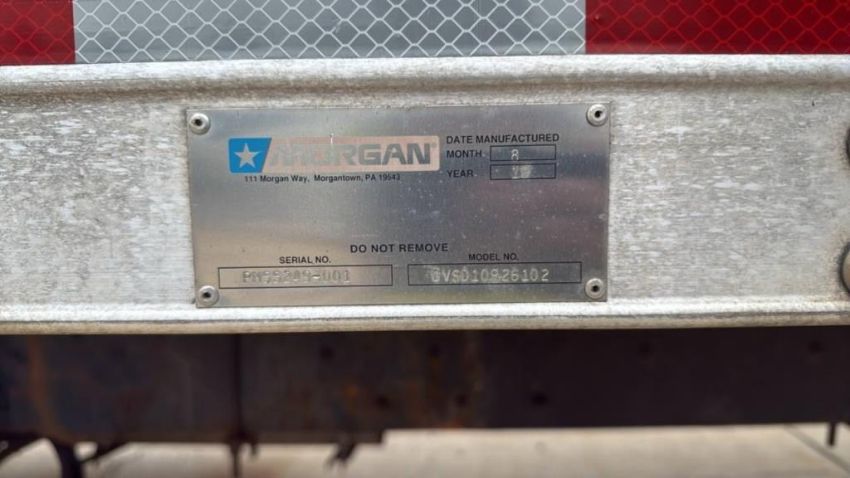 MORGAN
111 Morgan Way, Morgantown, PA 19543
DATE MANUFACTURED
MONTH 8
YEAR
DO NOT REMOVE
SERIAL NO.
MODEL NO.
GVSD10926102